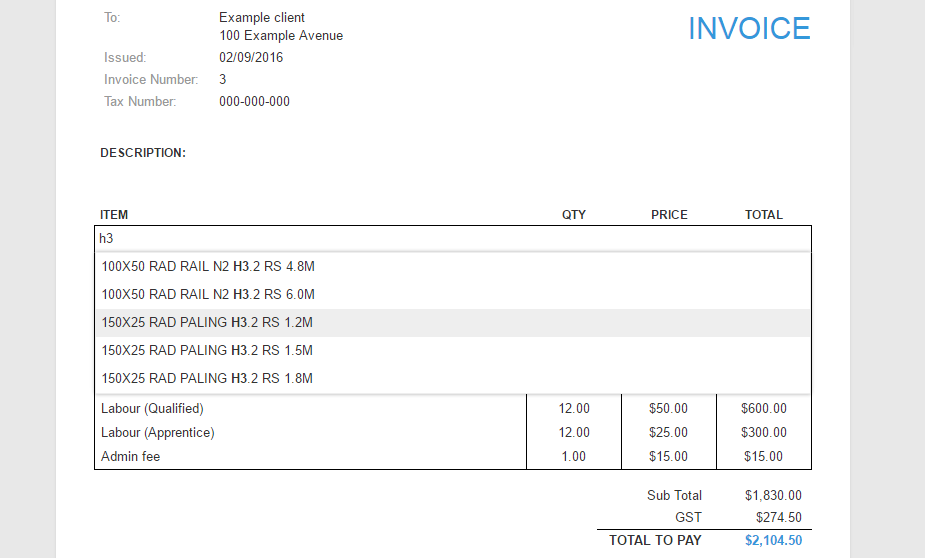 To: Example client
100 Example Avenue
INVOICE
Issued: 02/09/2016
Invoice Number: 3
Tax Number: 000-000-000
DESCRIPTION:
ITEM QTY PRICE TOTAL
h3
100X50 RAD RAIL N2 H3.2 RS 4.8M
100X50 RAD RAIL N2 H3.2 RS 6.0M
150X25 RAD PALING H3.2 RS 1.2M
150X25 RAD PALING H3.2 RS 1.5M
150X25 RAD PALING H3.2 RS 1.8M
Labour (Qualified) 12.00 $50.00 $600.00
Labour (Apprentice) 12.00 $25.00 $300.00
Admin fee 1.00 $15.00 $15.00
Sub Total $1,830.00
GST $274.50
TOTAL TO PAY $2,104.50